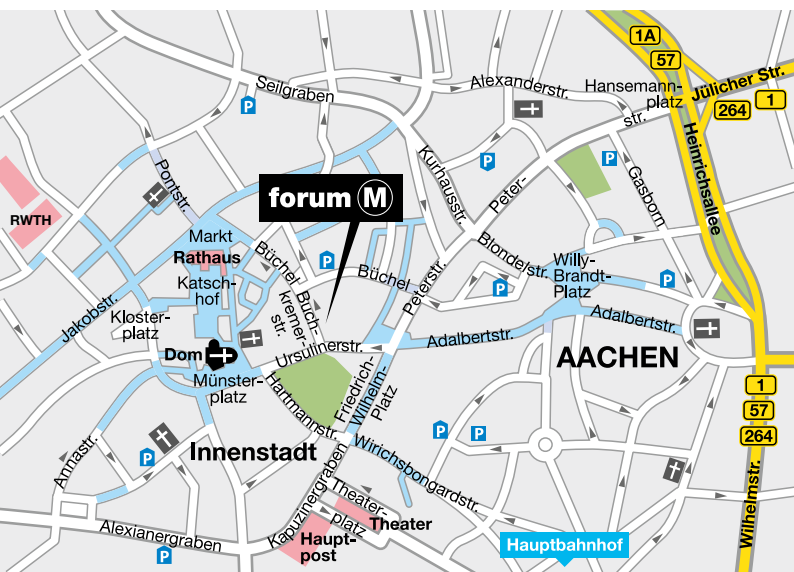 1A
57
Jülicher Str.
264
1
Seilgraben
P
Alexanderstr.
Hansemann-
platz
Peter-
str.
P
P
Heinrichsallee
Kurhausstr.
Gasborn
Pontstr.
RWTH
forum M
Markt
Rathaus
Katsch-
hof
Büchel
P
Büchel
Buch-
kremer-
str.
Peterstr.
Blondelstr.
Willy-
Brandt-
Platz
P
P
Jakobstr.
Kloster-
platz
Dom
Münster-
platz
Ursulinerstr.
Adalbertstr.
Adalbertstr.
AACHEN
Hartmannstr.
Friedrich-
Wilhelm-
Platz
1
57
264
Innenstadt
Annastr.
P
P
P
Wirichsbongardstr.
Wilhelmstr.
Alexianergraben
P
Kapuzinergraben
Theater-
platz
Theater
Haupt-
post
Hauptbahnhof